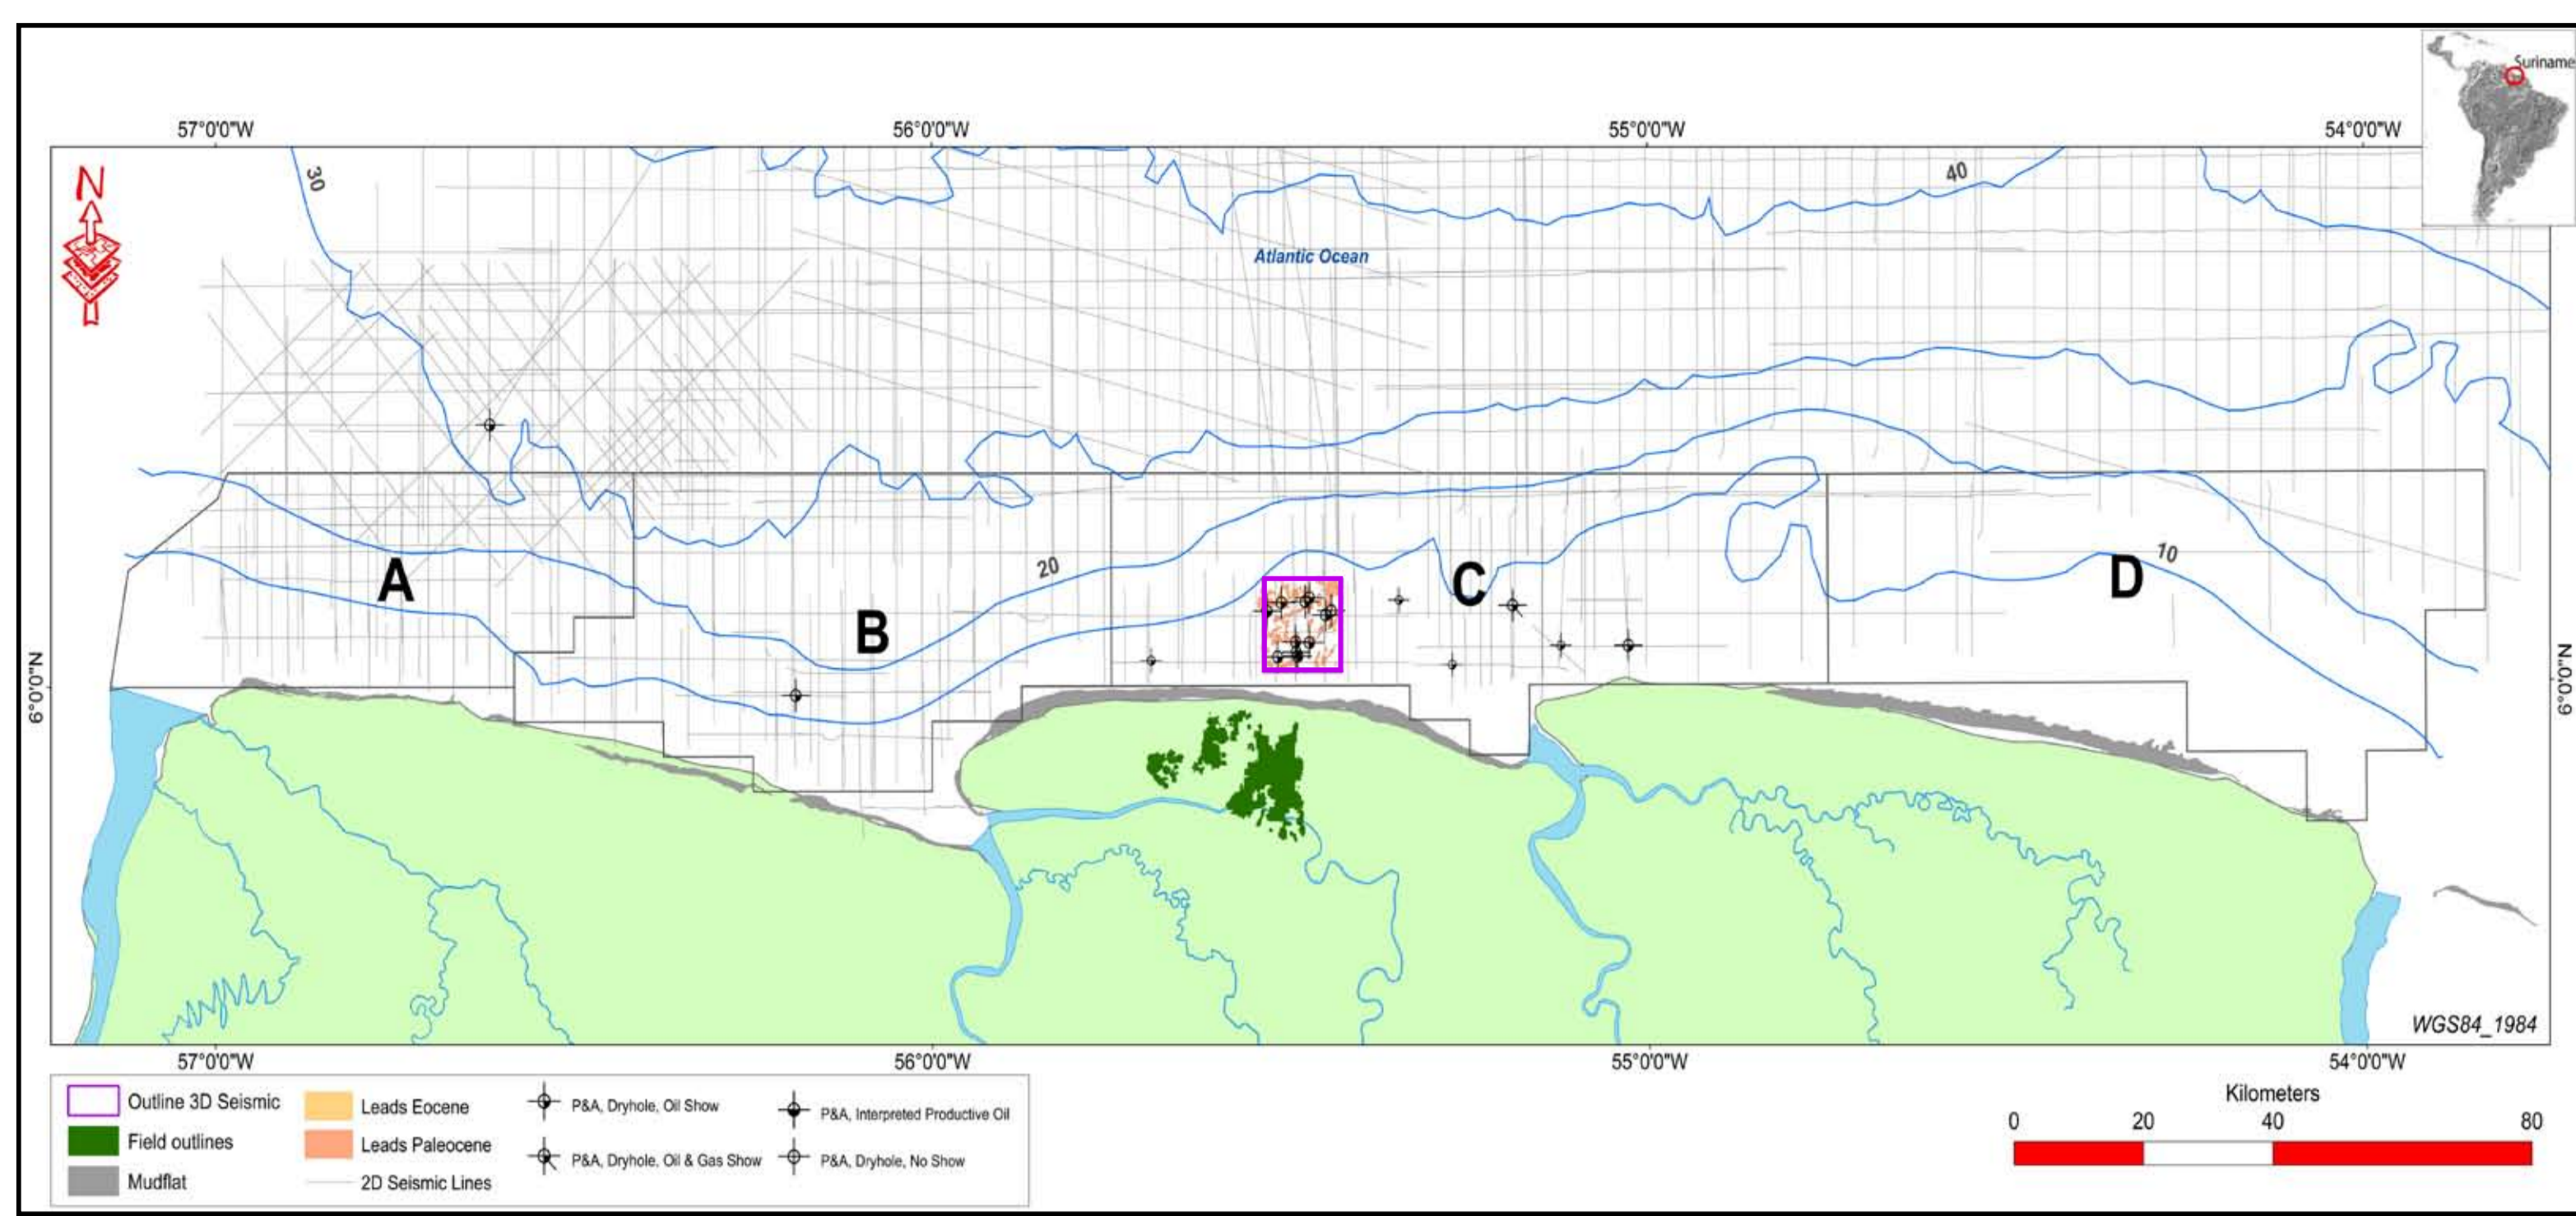 Suriname
57°0'0"W
56°0'0"W
55°0'0"W
54°0'0"W
N
30
40
Atlantic Ocean
20
10
A
B
C
D
6°0'0"N
6°0'0"N
WGS84_1984
57°0'0"W
56°0'0"W
55°0'0"W
54°0'0"W
Outline 3D Seismic
Field outlines
Mudflat
Leads Eocene
Leads Paleocene
2D Seismic Lines
P&A, Dryhole, Oil Show
P&A, Dryhole, Oil & Gas Show
P&A, Interpreted Productive Oil
P&A, Dryhole, No Show
Kilometers
0 20 40 80